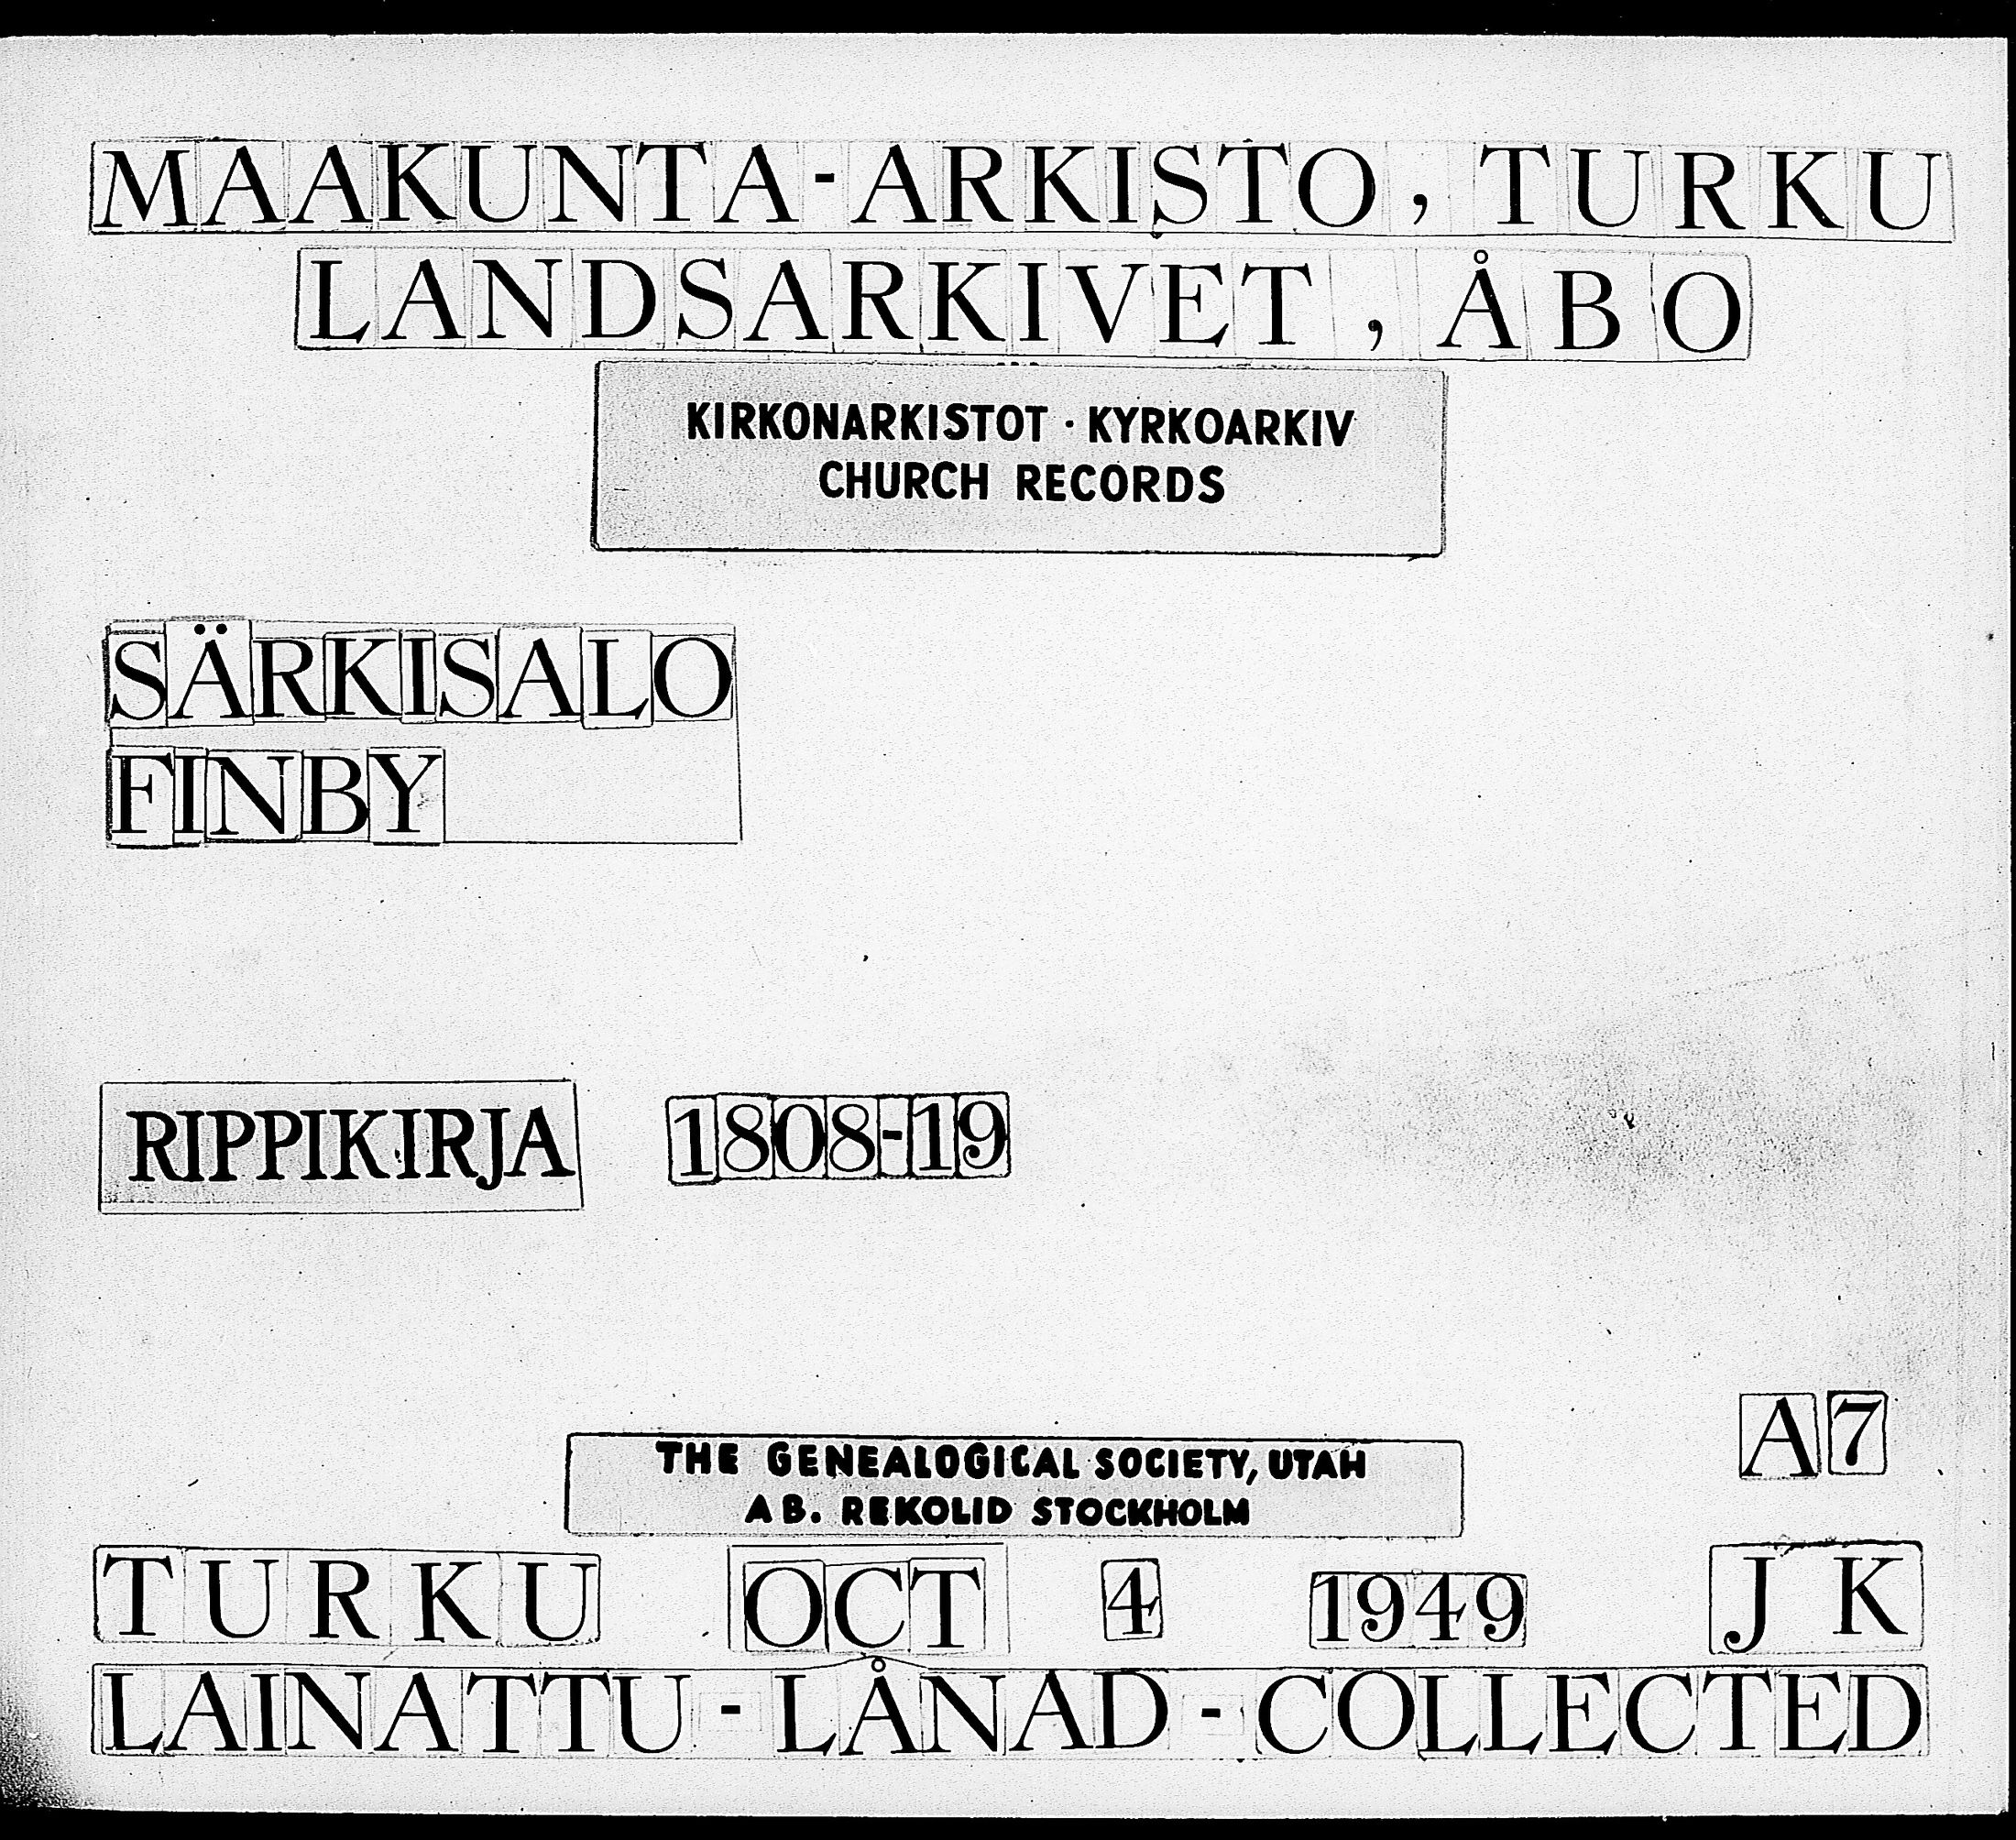 MAAKUNTA-ARKISTO, TURKU
LANDSARKIVET, ÅBO
KIRKONARKISTOT · KYRKOARKIV
CHURCH RECORDS
SÄRKISALO
FINBY
RIPPIKIRJA 1808-19
A7
THE GENEALOGICAL SOCIETY, UTAH
AB. REKOLID STOCKHOLM
TURKU OCT 4 1949 JK
LAINATTU - LÅNAD - COLLECTED